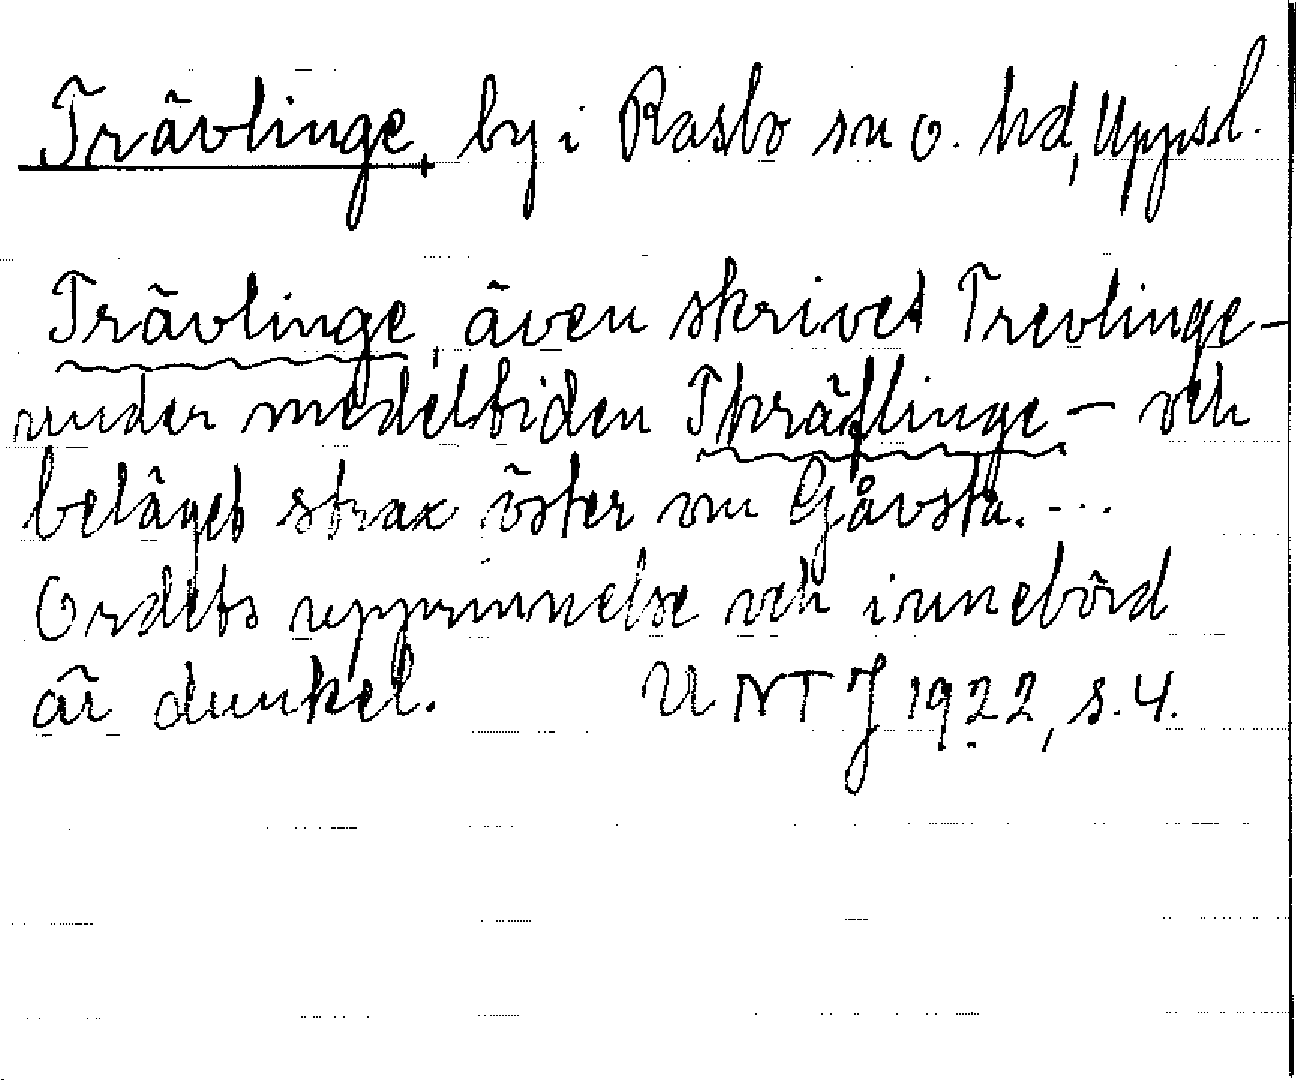 Trävlinge, by i Rasbo sn o. hd, Uppsl.
Trävlinge, även skrivet Trevlinge -
under medeltiden Thräflinge - och
beläget strax öster om Gåvsta. ...
Ordets upprinnelse och innebörd
är dunkel. UNTJ 1922, s. 4.